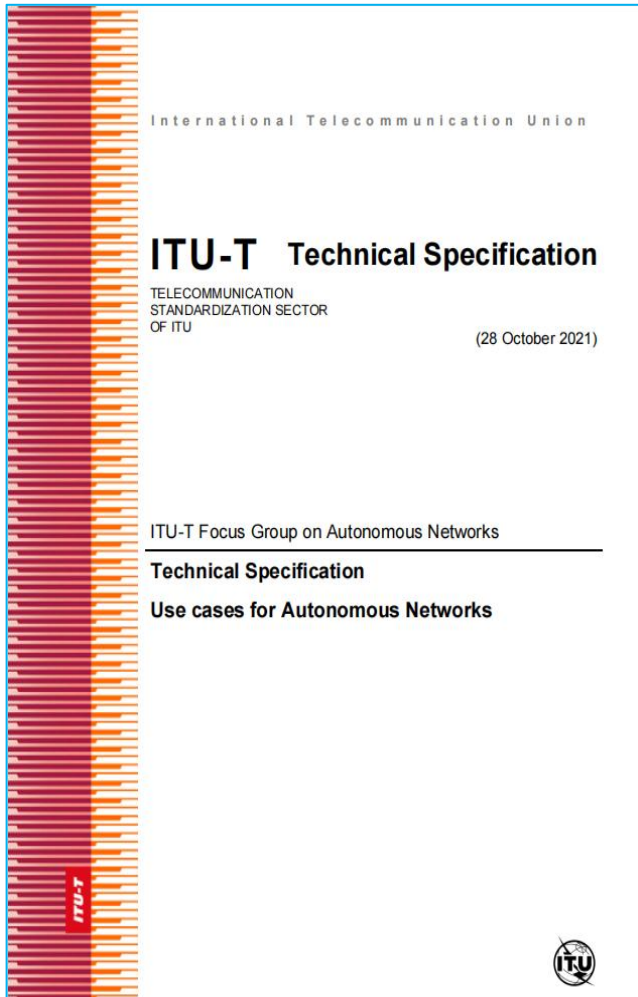 International Telecommunication Union
ITU-T Technical Specification
TELECOMMUNICATION
STANDARDIZATION SECTOR
OF ITU
(28 October 2021)
ITU-T Focus Group on Autonomous Networks
Technical Specification
Use cases for Autonomous Networks
ITU-T
ITU